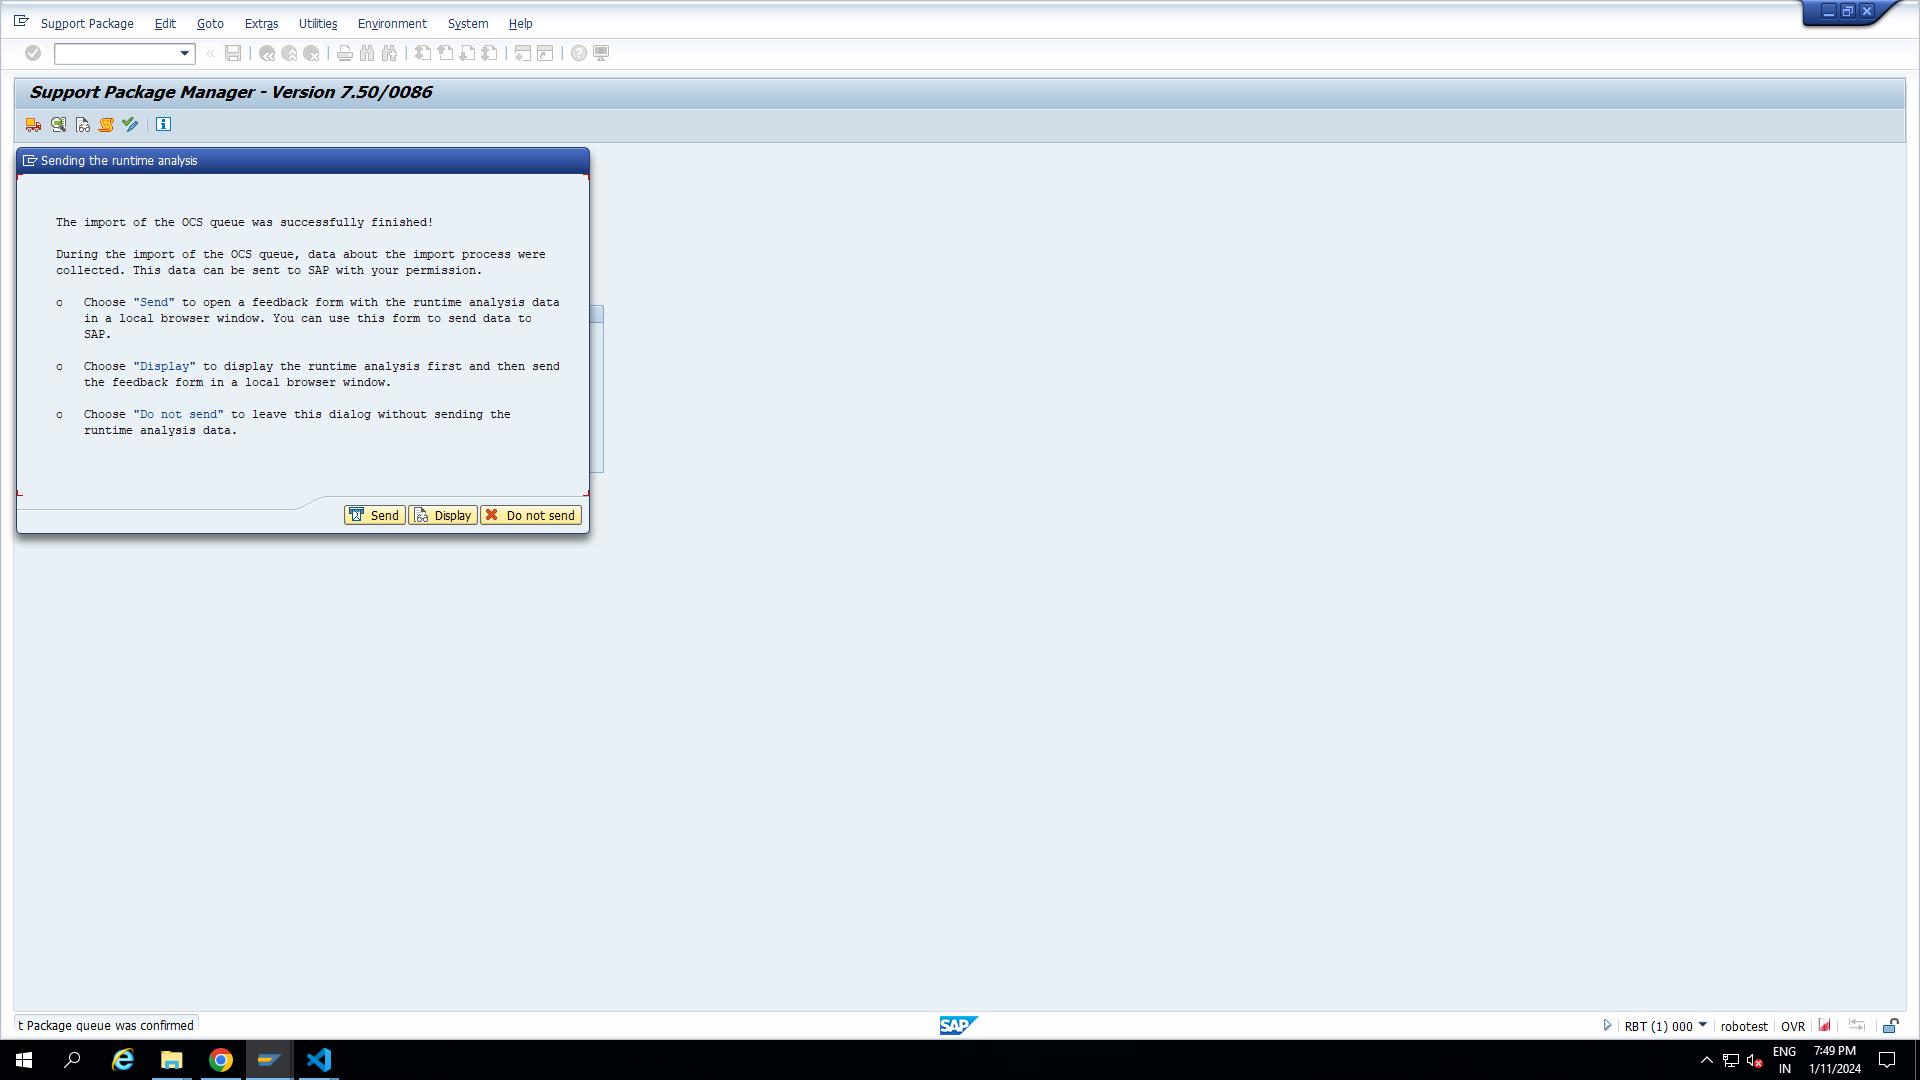 Support Package Edit Goto Extras Utilities Environment System Help
Support Package Manager - Version 7.50/0086
Sending the runtime analysis
The import of the OCS queue was successfully finished!
During the import of the OCS queue, data about the import process were
collected. This data can be sent to SAP with your permission.
o Choose "Send" to open a feedback form with the runtime analysis data
in a local browser window. You can use this form to send data to
SAP.
o Choose "Display" to display the runtime analysis first and then send
the feedback form in a local browser window.
o Choose "Do not send" to leave this dialog without sending the
runtime analysis data.
Send Display Do not send
t Package queue was confirmed
SAP
RBT (1) 000 robotest OVR
ENG 7:49 PM
IN 1/11/2024